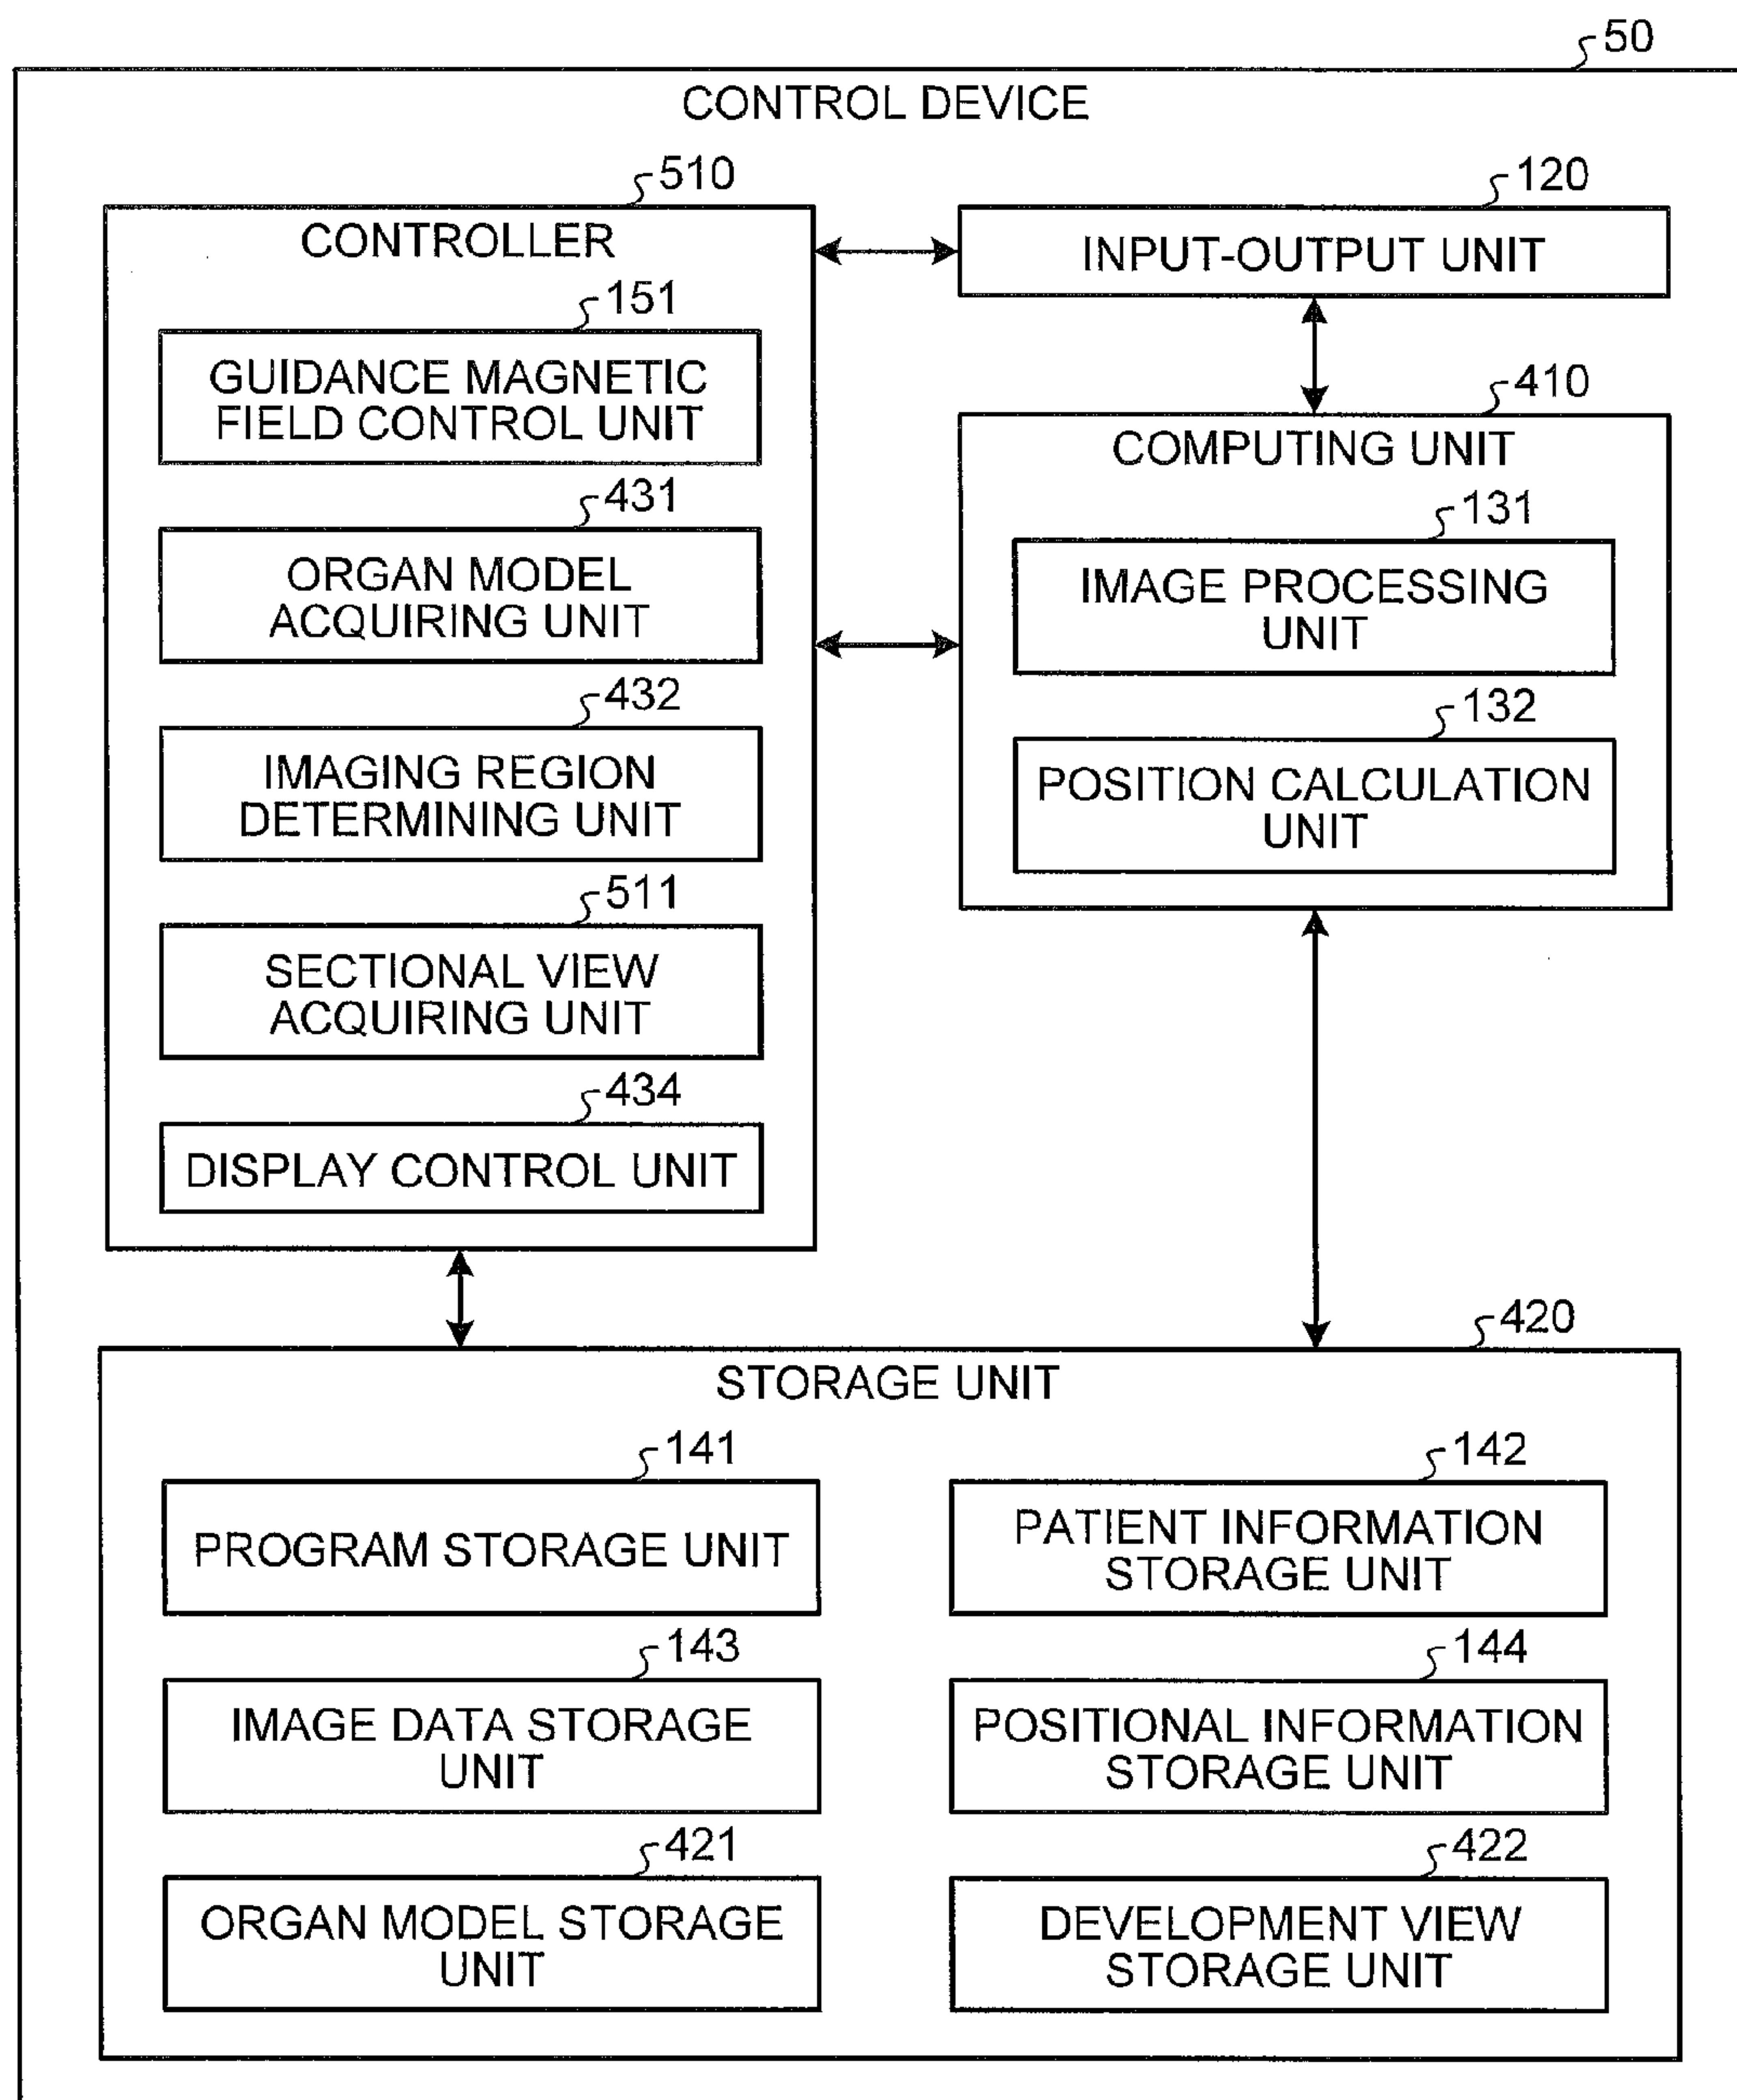 50
CONTROL DEVICE
510
CONTROLLER
151
GUIDANCE MAGNETIC
FIELD CONTROL UNIT
431
ORGAN MODEL
ACQUIRING UNIT
432
IMAGING REGION
DETERMINING UNIT
511
SECTIONAL VIEW
ACQUIRING UNIT
434
DISPLAY CONTROL UNIT
120
INPUT-OUTPUT UNIT
410
COMPUTING UNIT
131
IMAGE PROCESSING
UNIT
132
POSITION CALCULATION
UNIT
420
STORAGE UNIT
141
PROGRAM STORAGE UNIT
142
PATIENT INFORMATION
STORAGE UNIT
143
IMAGE DATA STORAGE
UNIT
144
POSITIONAL INFORMATION
STORAGE UNIT
421
ORGAN MODEL STORAGE
UNIT
422
DEVELOPMENT VIEW
STORAGE UNIT